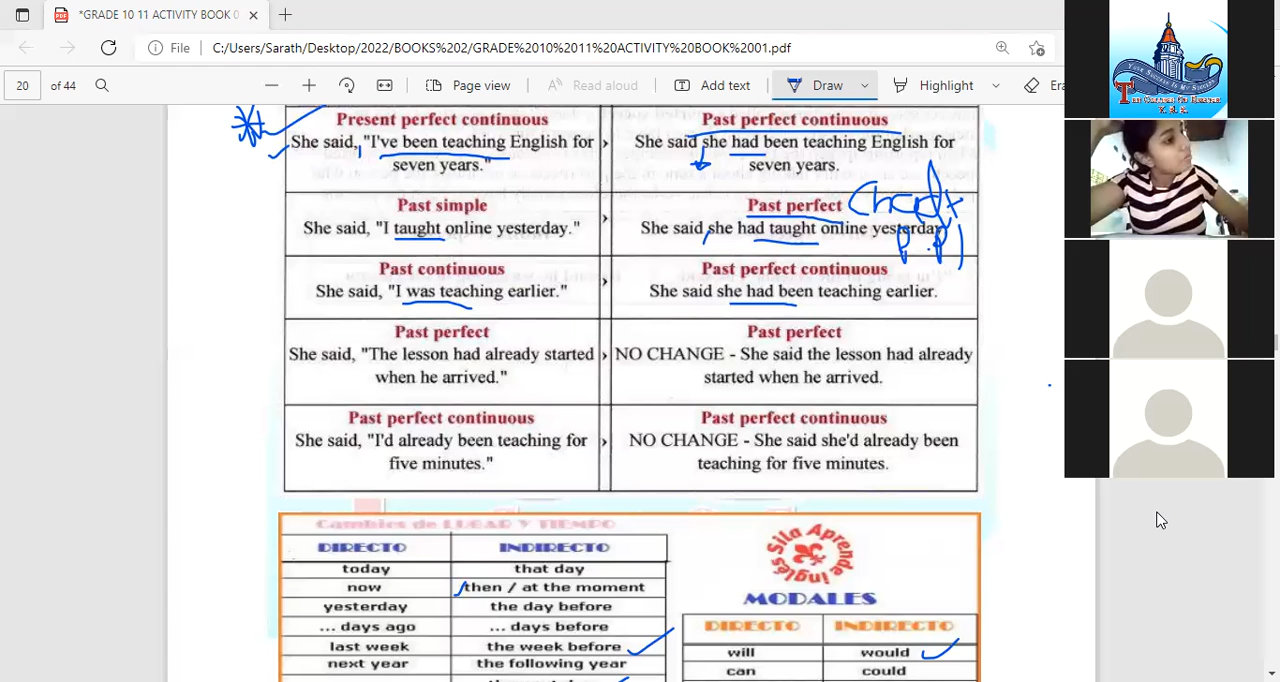 *GRADE 10 11 ACTIVITY BOOK 0
File
C:/Users/Sarath/Desktop/2022/BOOKS%202/GRADE%2010%2011%20ACTIVITY%20BOOK%2001.pdf
20 of 44
Page view
Read aloud
Add text
Draw
Highlight
Era
Present perfect continuous
She said, "I've been teaching English for
seven years."
Past perfect continuous
She said she had been teaching English for
seven years.
Past simple
She said, "I taught online yesterday."
Past perfect
She said she had taught online yesterday
(had +
P.P)
Past continuous
She said, "I was teaching earlier."
Past perfect continuous
She said she had been teaching earlier.
Past perfect
She said, "The lesson had already started
when he arrived."
Past perfect
NO CHANGE - She said the lesson had already
started when he arrived.
Past perfect continuous
She said, "I'd already been teaching for
five minutes."
Past perfect continuous
NO CHANGE - She said she'd already been
teaching for five minutes.
Cambies de LUGAR Y TIEMPO
DIRECTO INDIRECTO
today that day
now then / at the moment
yesterday the day before
... days ago ... days before
last week the week before
next year the following year
Sila Aprende
Inglés
MODALES
DIRECTO INDIRECTO
will would
can could